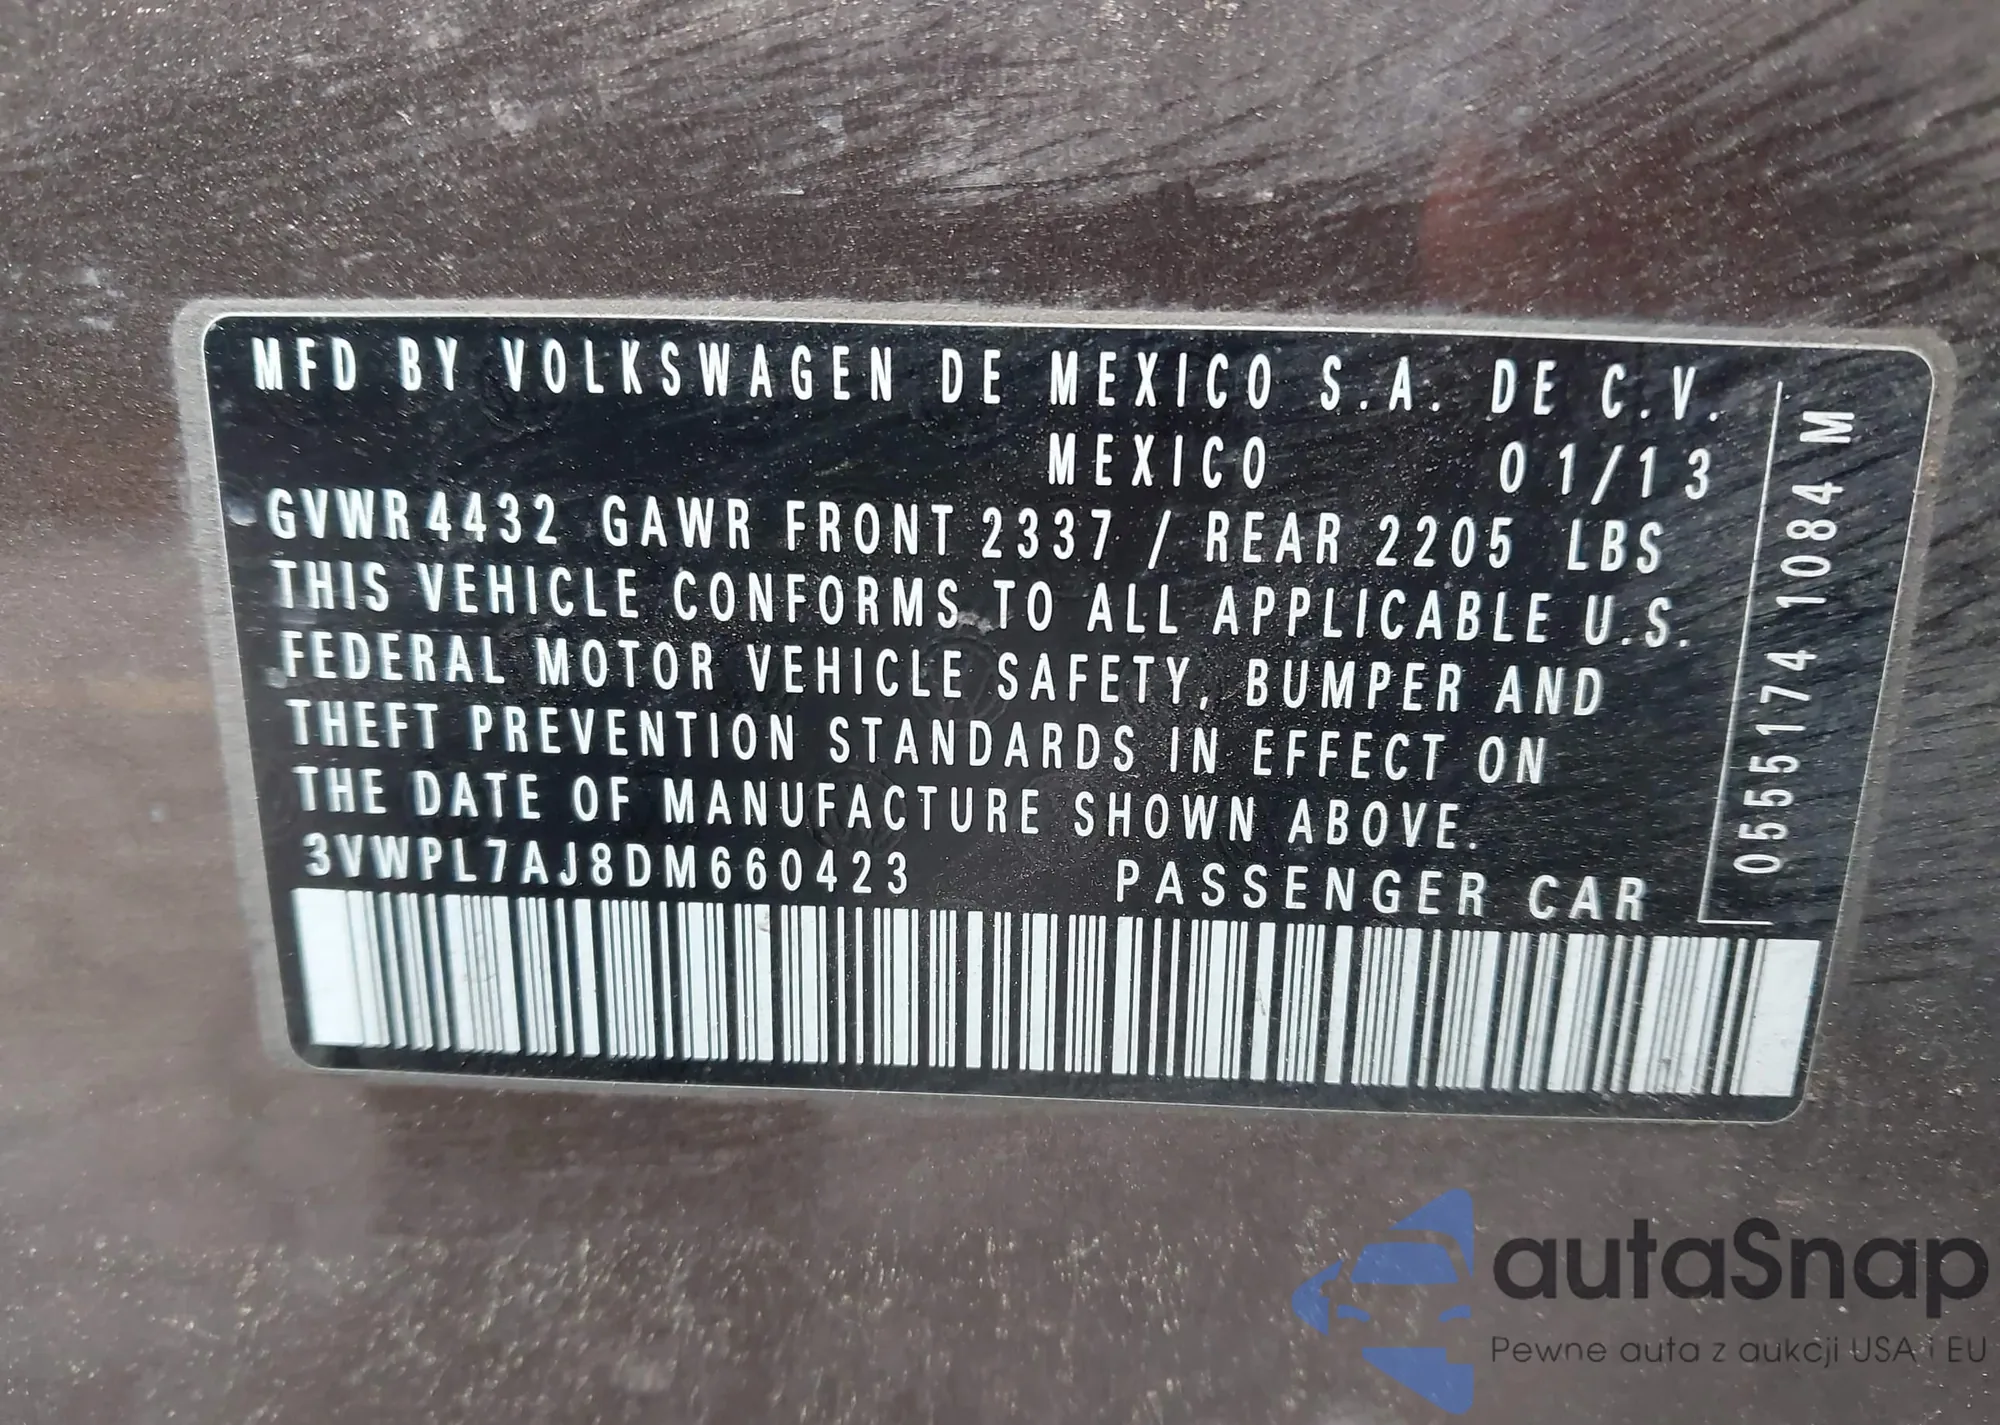 MFD BY VOLKSWAGEN DE MEXICO S.A. DE C.V.
MEXICO 01/13
GVWR 4432 GAWR FRONT 2337 / REAR 2205 LBS
THIS VEHICLE CONFORMS TO ALL APPLICABLE U.S.
FEDERAL MOTOR VEHICLE SAFETY, BUMPER AND
THEFT PREVENTION STANDARDS IN EFFECT ON
THE DATE OF MANUFACTURE SHOWN ABOVE.
3VWPL7AJ8DM660423 PASSENGER CAR
0555174 1084 M
autaSnap
Pewne auta z aukcji USA i EU